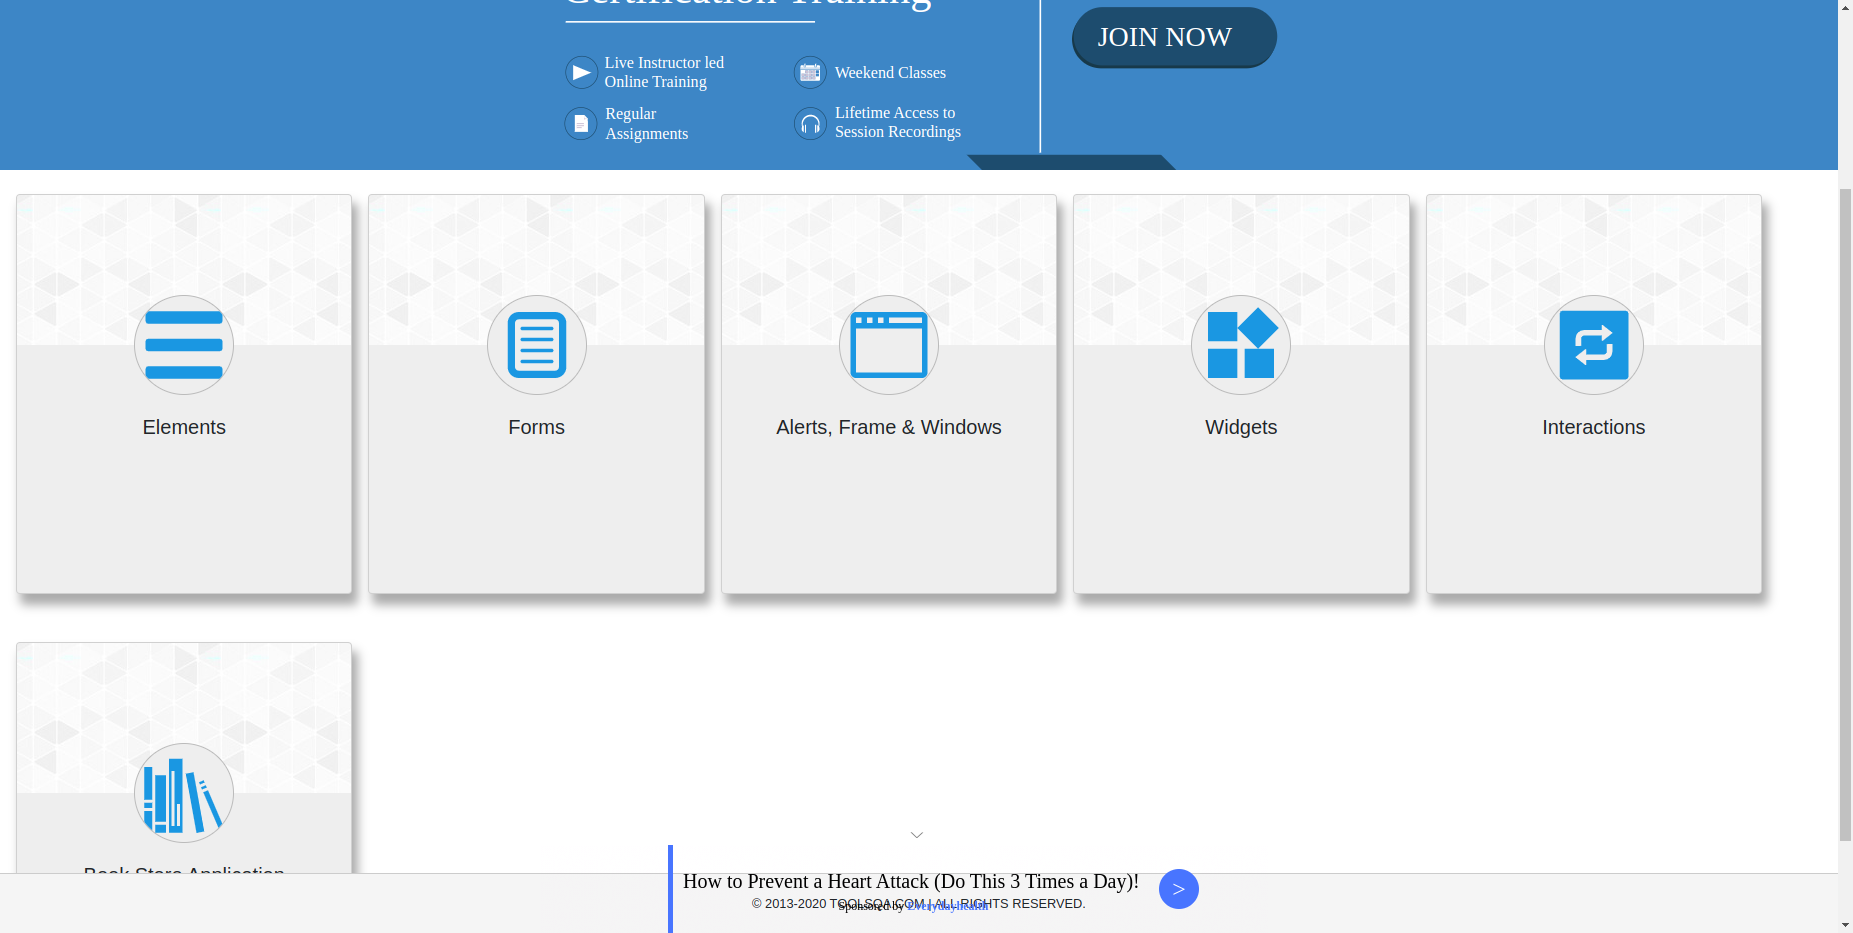 Certification Training
JOIN NOW
Live Instructor led
Online Training
Weekend Classes
Regular
Assignments
Lifetime Access to
Session Recordings
Elements
Forms
Alerts, Frame & Windows
Widgets
Interactions
Book Store Application
How to Prevent a Heart Attack (Do This 3 Times a Day)!
>
© 2013-2020 TOOLSQA.COM | ALL RIGHTS RESERVED.
Sponsored by Everydayhealth